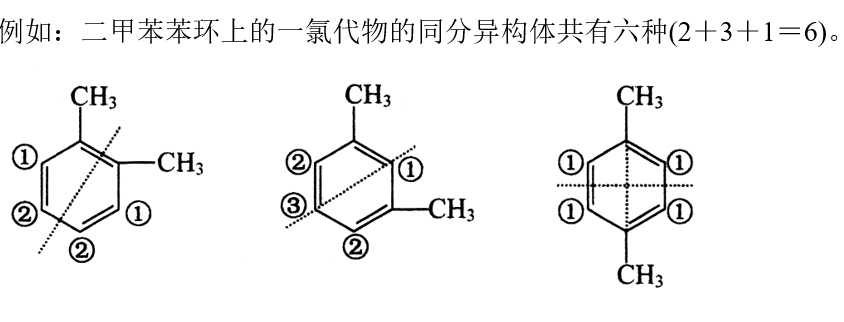 例如：二甲苯苯环上的一氯代物的同分异构体共有六种(2＋3＋1＝6)。
CH₃ CH₃ CH₃
① CH₃ ② ① ① ①
② ① ③ CH₃ ① ①
② ②
CH₃